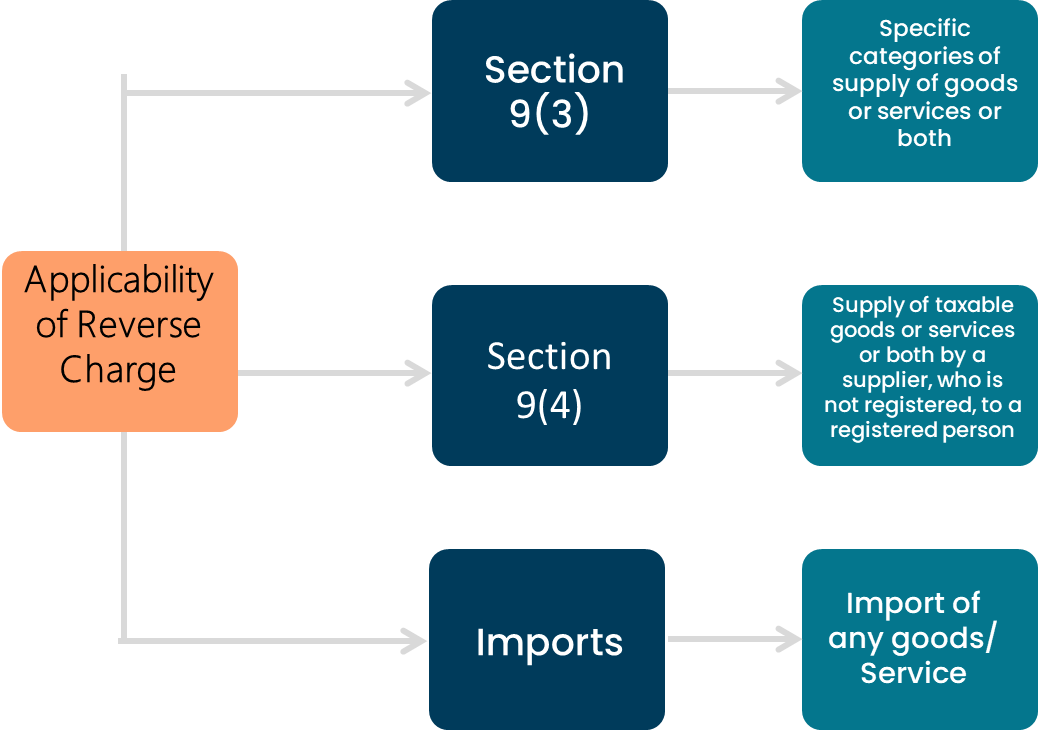 Section
9(3)
Specific
categories of
supply of goods
or services or
both
Applicability
of Reverse
Charge
Section
9(4)
Supply of taxable
goods or services
or both by a
supplier, who is
not registered, to a
registered person
Imports
Import of
any goods/
Service